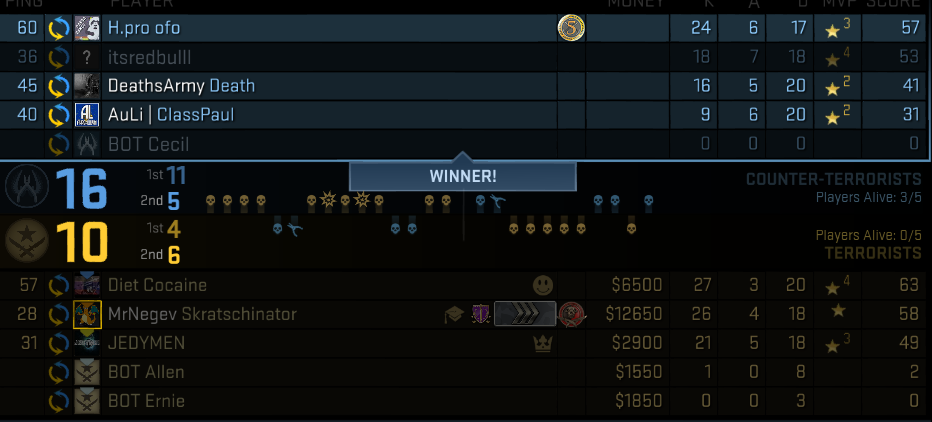 PING PLAYER MONEY K A D MVP SCORE
60 H.pro ofo S 24 6 17 3 57
36 ? itsredbulll 18 7 18 4 53
45 DeathsArmy Death 16 5 20 2 41
40 AL AuLi | ClassPaul 9 6 20 2 31
BOT Cecil 0 0 0 0
WINNER!
16 1st 11 COUNTER-TERRORISTS
2nd 5 Players Alive: 3/5
10 1st 4 Players Alive: 0/5
2nd 6 TERRORISTS
57 Diet Cocaine $6500 27 3 20 4 63
28 MrNegev Skratschinator $12650 26 4 18 58
31 JEDYMEN $2900 21 5 18 3 49
BOT Allen $1550 1 0 8 2
BOT Ernie $1850 0 0 3 0